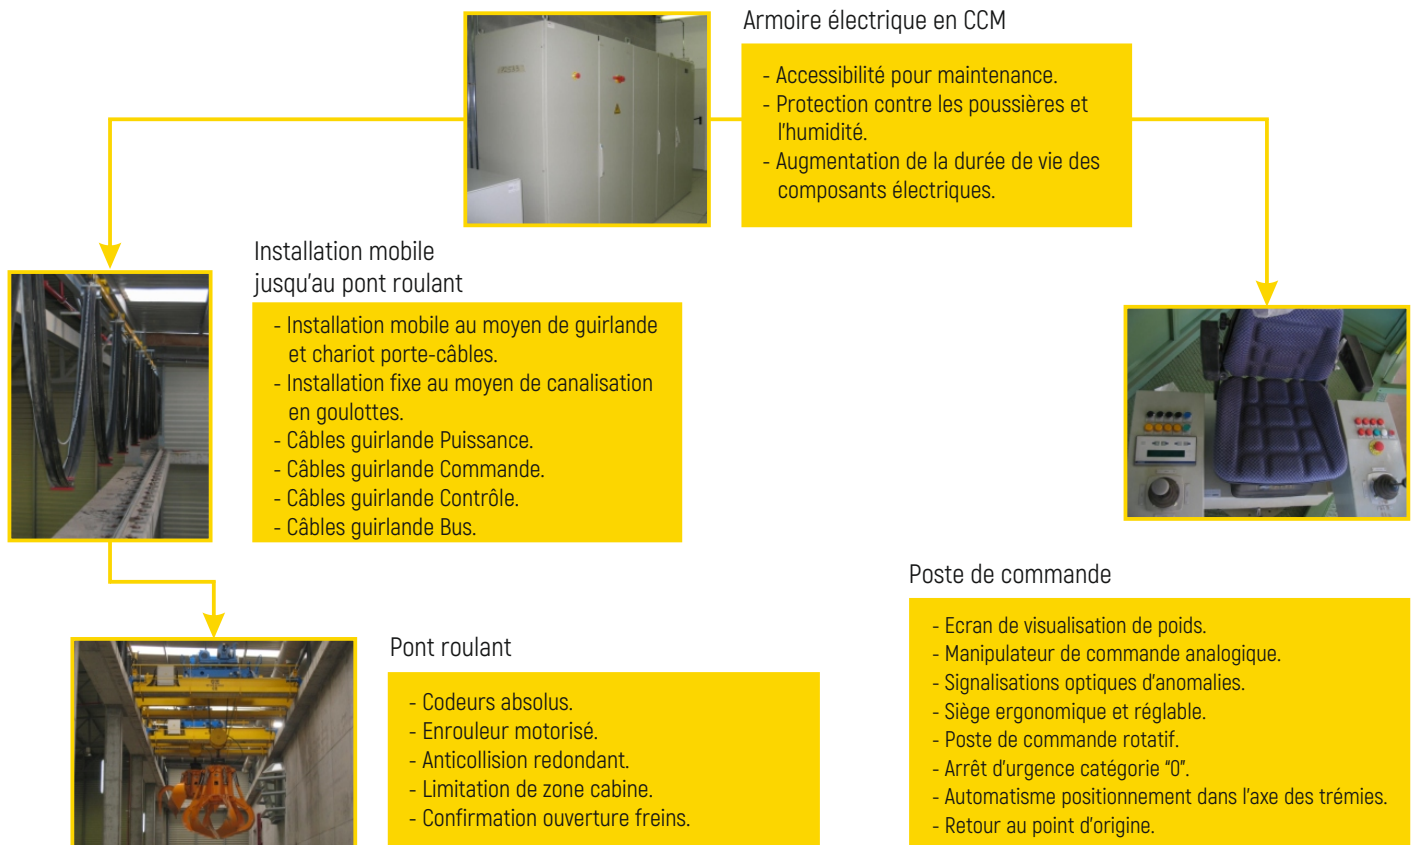 Armoire électrique en CCM
- Accessibilité pour maintenance.
- Protection contre les poussières et
l'humidité.
- Augmentation de la durée de vie des
composants électriques.
Installation mobile
jusqu'au pont roulant
- Installation mobile au moyen de guirlande
et chariot porte-câbles.
- Installation fixe au moyen de canalisation
en goulottes.
- Câbles guirlande Puissance.
- Câbles guirlande Commande.
- Câbles guirlande Contrôle.
- Câbles guirlande Bus.
Pont roulant
- Codeurs absolus.
- Enrouleur motorisé.
- Anticollision redondant.
- Limitation de zone cabine.
- Confirmation ouverture freins.
Poste de commande
- Ecran de visualisation de poids.
- Manipulateur de commande analogique.
- Signalisations optiques d'anomalies.
- Siège ergonomique et réglable.
- Poste de commande rotatif.
- Arrêt d'urgence catégorie "0".
- Automatisme positionnement dans l'axe des trémies.
- Retour au point d'origine.